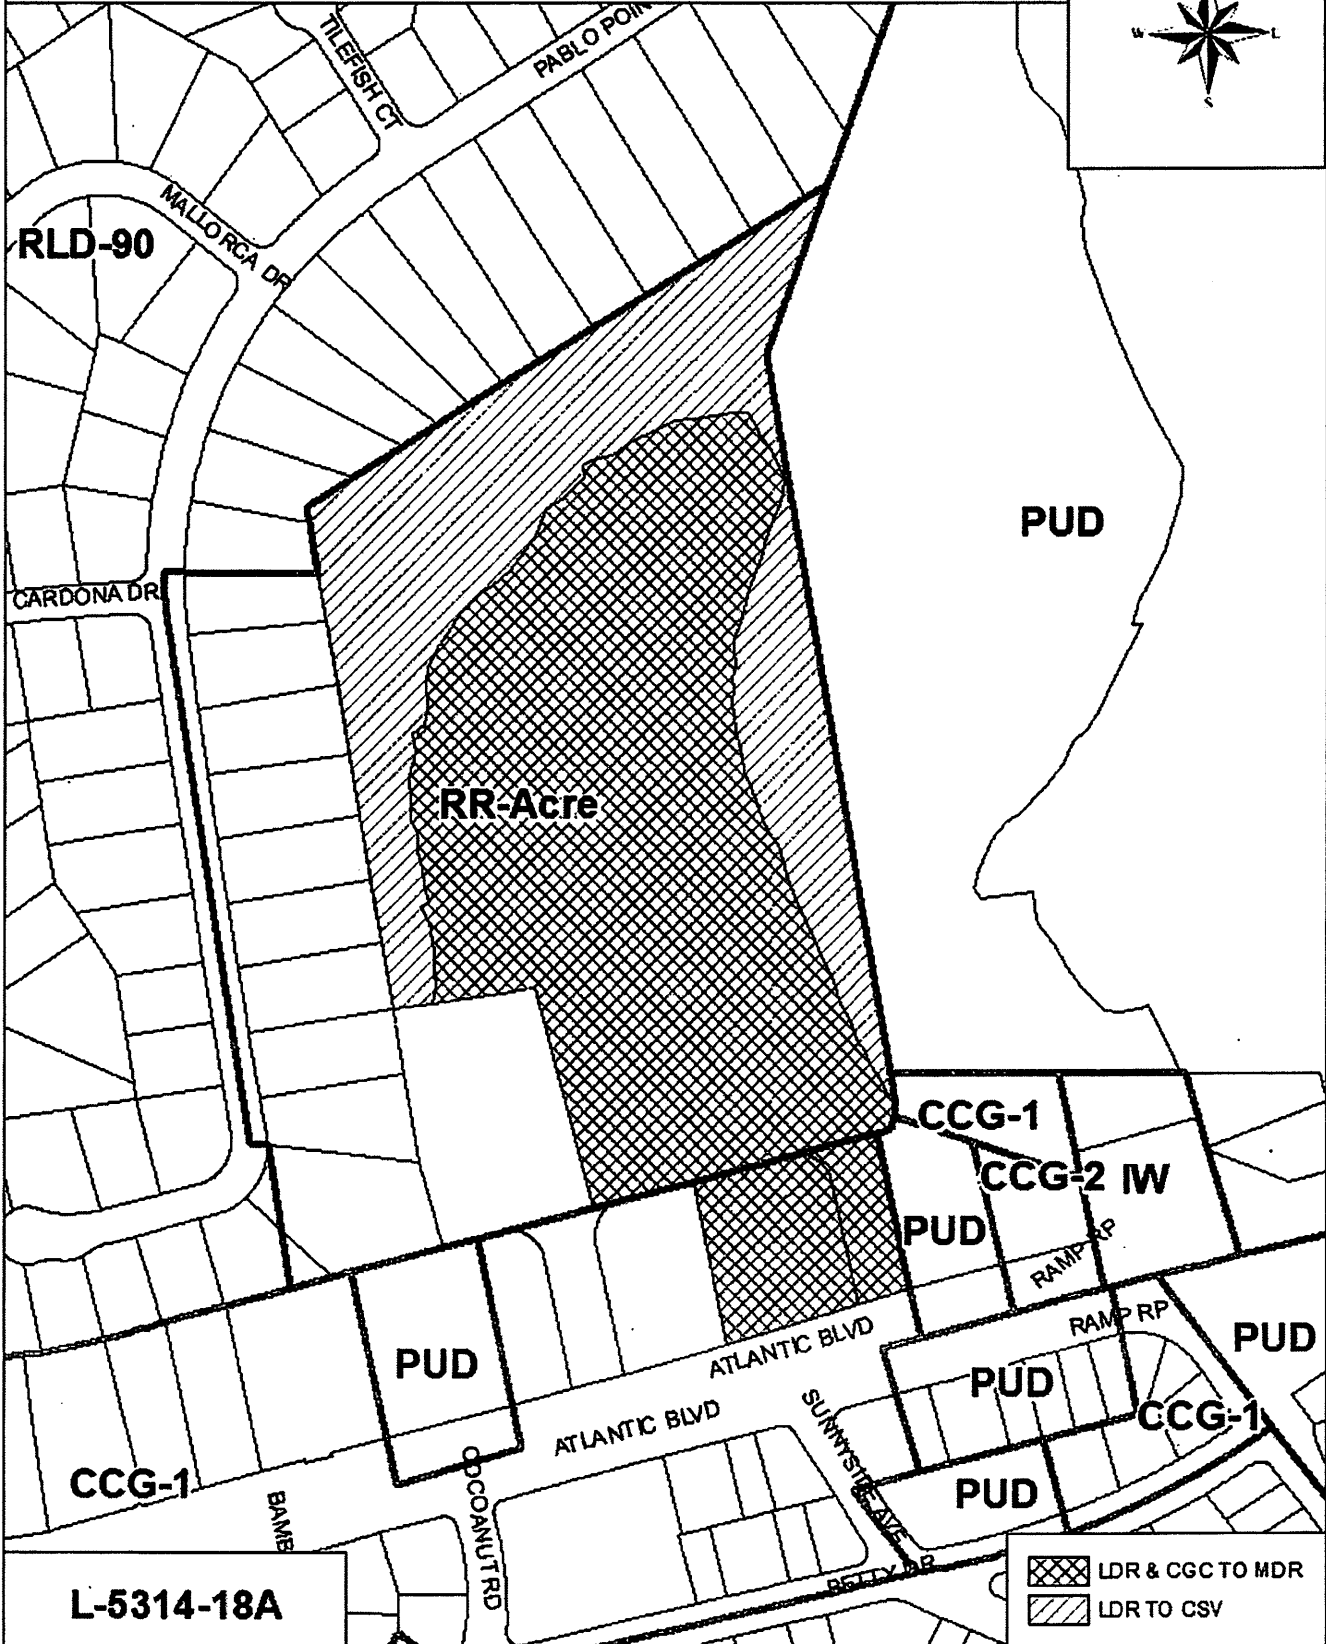 TILEFISH CT
PABLO POIN
W
S
MALLORCA DR
RLD-90
PUD
CARDONA DR
RR-Acre
CCG-1
CCG-2
IW
PUD
RAMP RP
RAMP RP
PUD
PUD
ATLANTIC BLVD
PUD
CCG-1
ATLANTIC BLVD
SUNNYSIDE AVE
CCG-1
COCOANUT RD
BAMB
PUD
BETTY DR
LDR & CGC TO MDR
LDR TO CSV
L-5314-18A